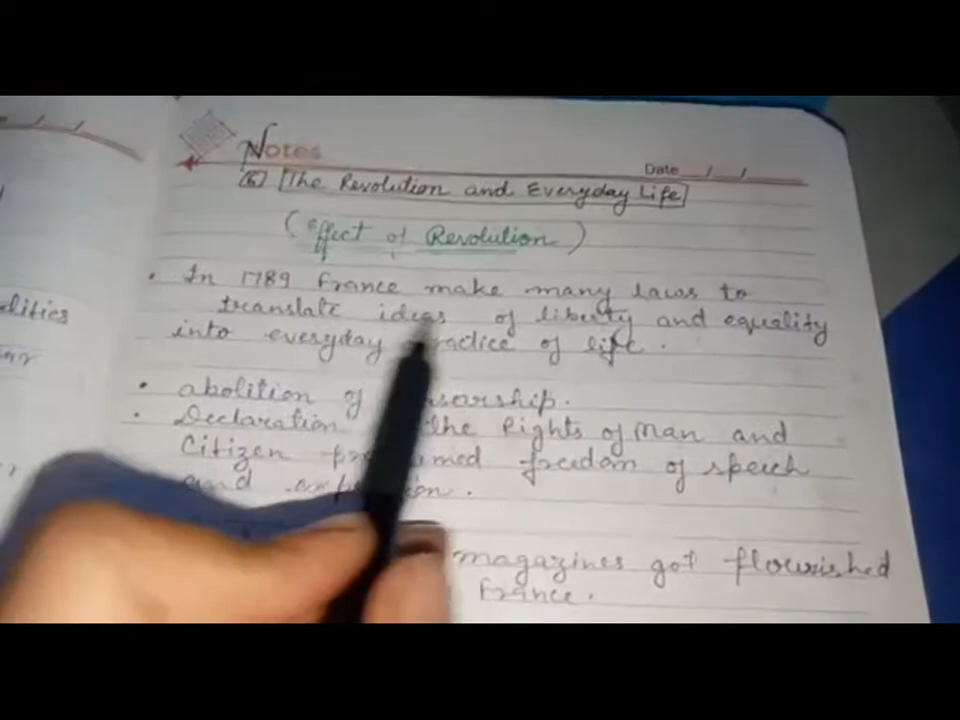 Notes
Date / /
(6) The Revolution and Everyday Life
(Effect of Revolution)
• In 1789 France make many laws to
translate ideas of liberty and equality
into everyday practice of life.
• abolition of censorship.
• Declaration the Rights of Man and
Citizen freedom of speech
and
magazines got flourished
France.